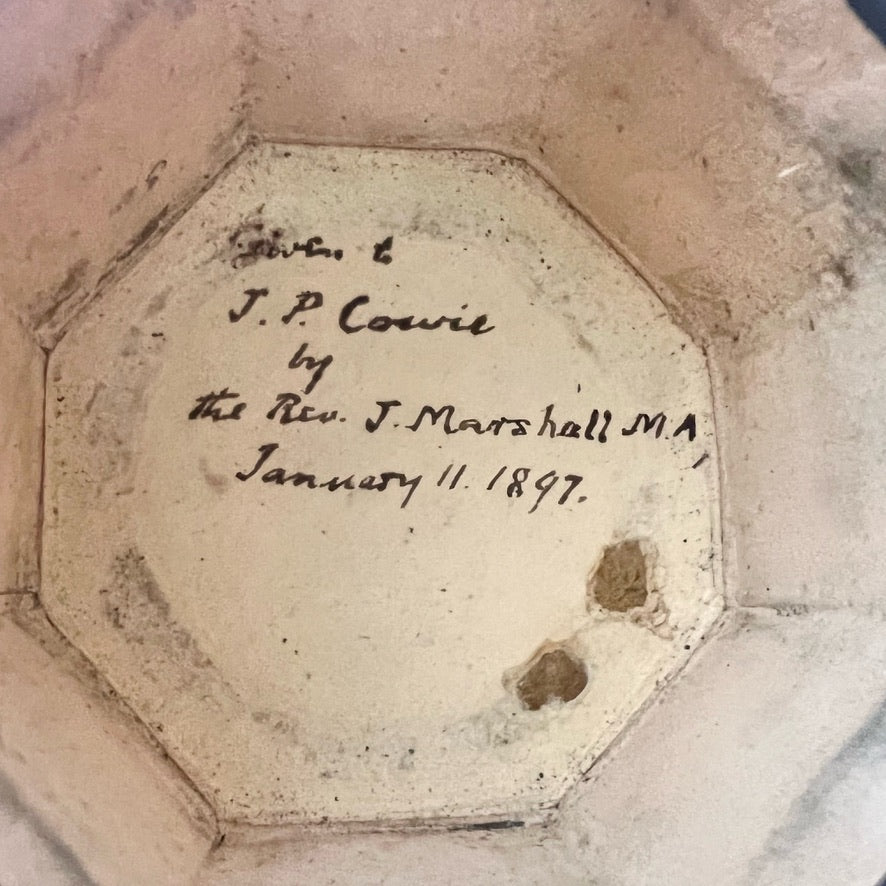 Given to
J. P. Cowie
by
the Rev. J. Marshall M.A,
January 11. 1897.